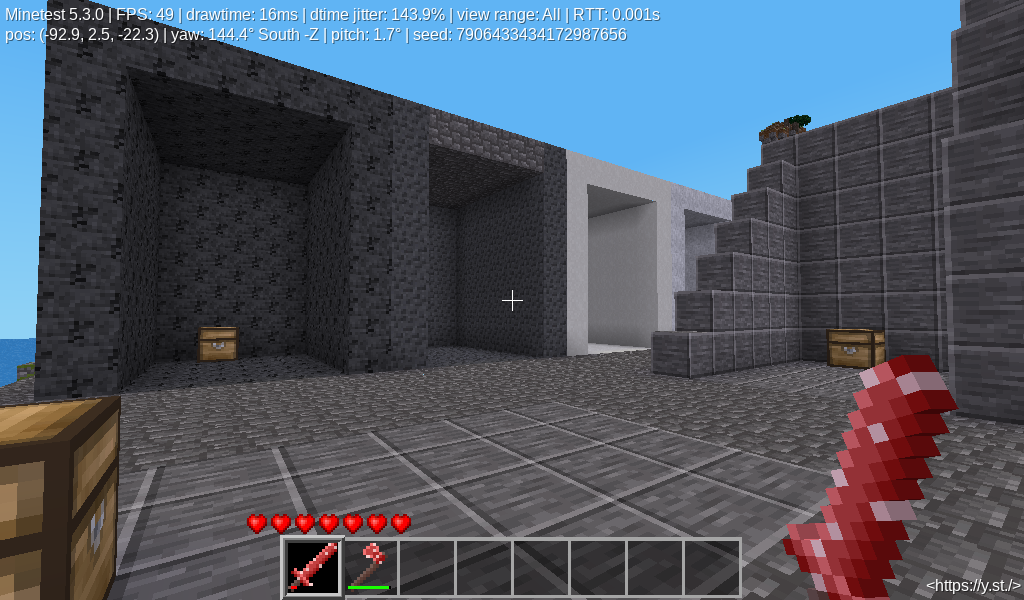 Minetest 5.3.0 | FPS: 49 | drawtime: 16ms | dtime jitter: 143.9% | view range: All | RTT: 0.001s
pos: (-92.9, 2.5, -22.3) | yaw: 144.4° South -Z | pitch: 1.7° | seed: 7906433434172987656
<https://y.st./>